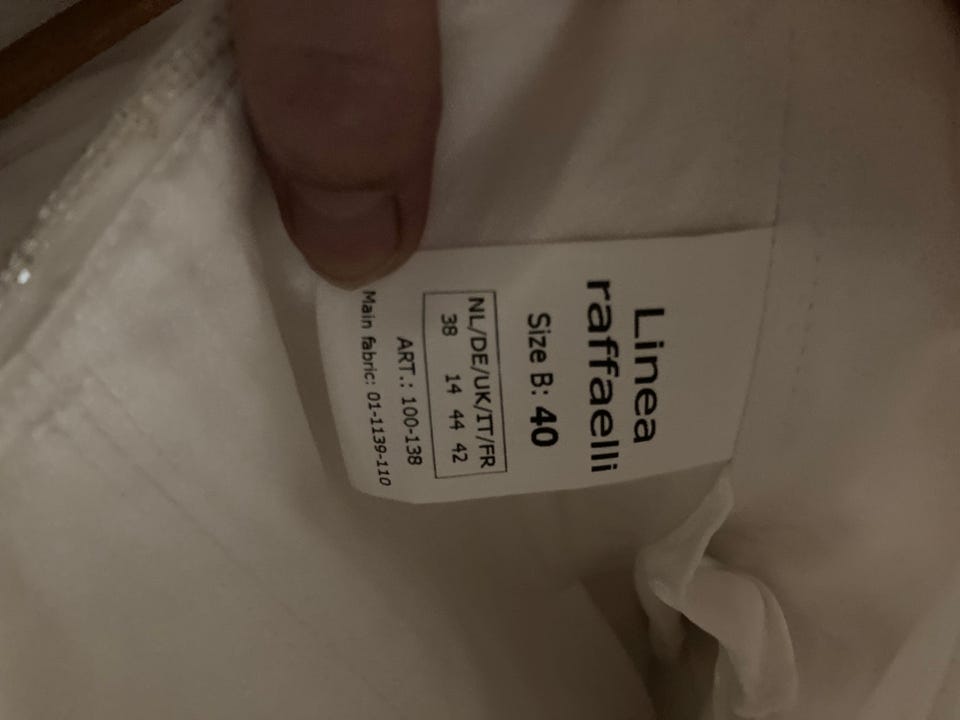 Linea
raffaelli
Size B: 40
NL/DE/UK/IT/FR
38 14 44 42
ART.: 100-138
Main fabric: 01-1139-110